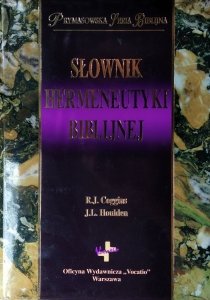 PRYMASOWSKA SERIA BIBLIJNA
SŁOWNIK
HERMENEUTYKI
BIBLIJNEJ
R.J. Coggins
J.L. Houlden
Oficyna Wydawnicza „Vocatio”
Warszawa